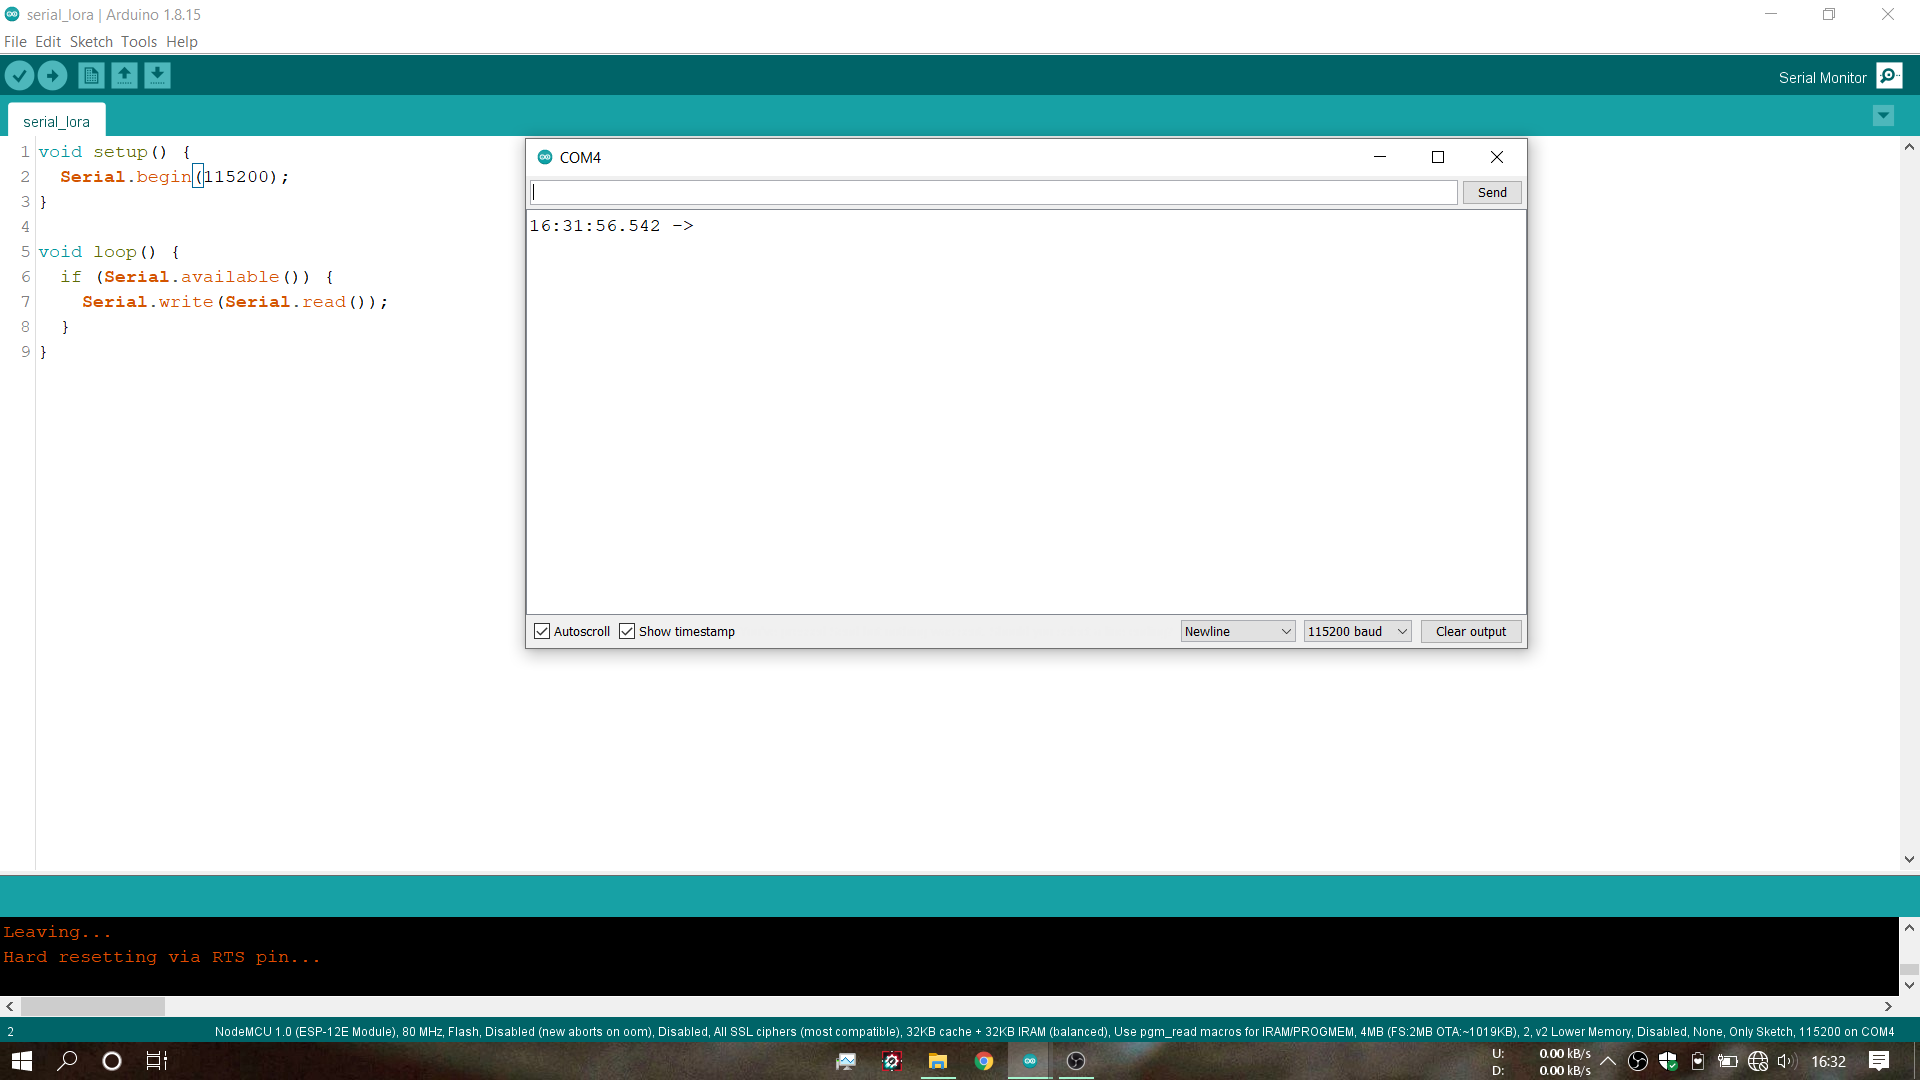 serial_lora | Arduino 1.8.15
File Edit Sketch Tools Help
Serial Monitor
serial_lora
1 void setup() {
2   Serial.begin(115200);
3 }
4
5 void loop() {
6   if (Serial.available()) {
7     Serial.write(Serial.read());
8   }
9 }
COM4
Send
16:31:56.542 ->
Autoscroll Show timestamp Newline 115200 baud Clear output
Leaving...
Hard resetting via RTS pin...
2 NodeMCU 1.0 (ESP-12E Module), 80 MHz, Flash, Disabled (new aborts on oom), Disabled, All SSL ciphers (most compatible), 32KB cache + 32KB IRAM (balanced), Use pgm_read macros for IRAM/PROGMEM, 4MB (FS:2MB OTA:~1019KB), 2, v2 Lower Memory, Disabled, None, Only Sketch, 115200 on COM4
U: 0.00 kB/s
D: 0.00 kB/s
16:32